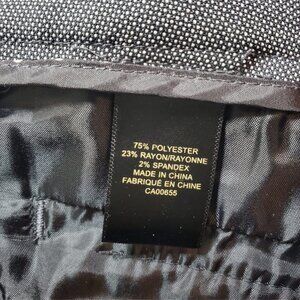 75% POLYESTER
23% RAYON/RAYONNE
2% SPANDEX
MADE IN CHINA
FABRIQUÉ EN CHINE
CA00655